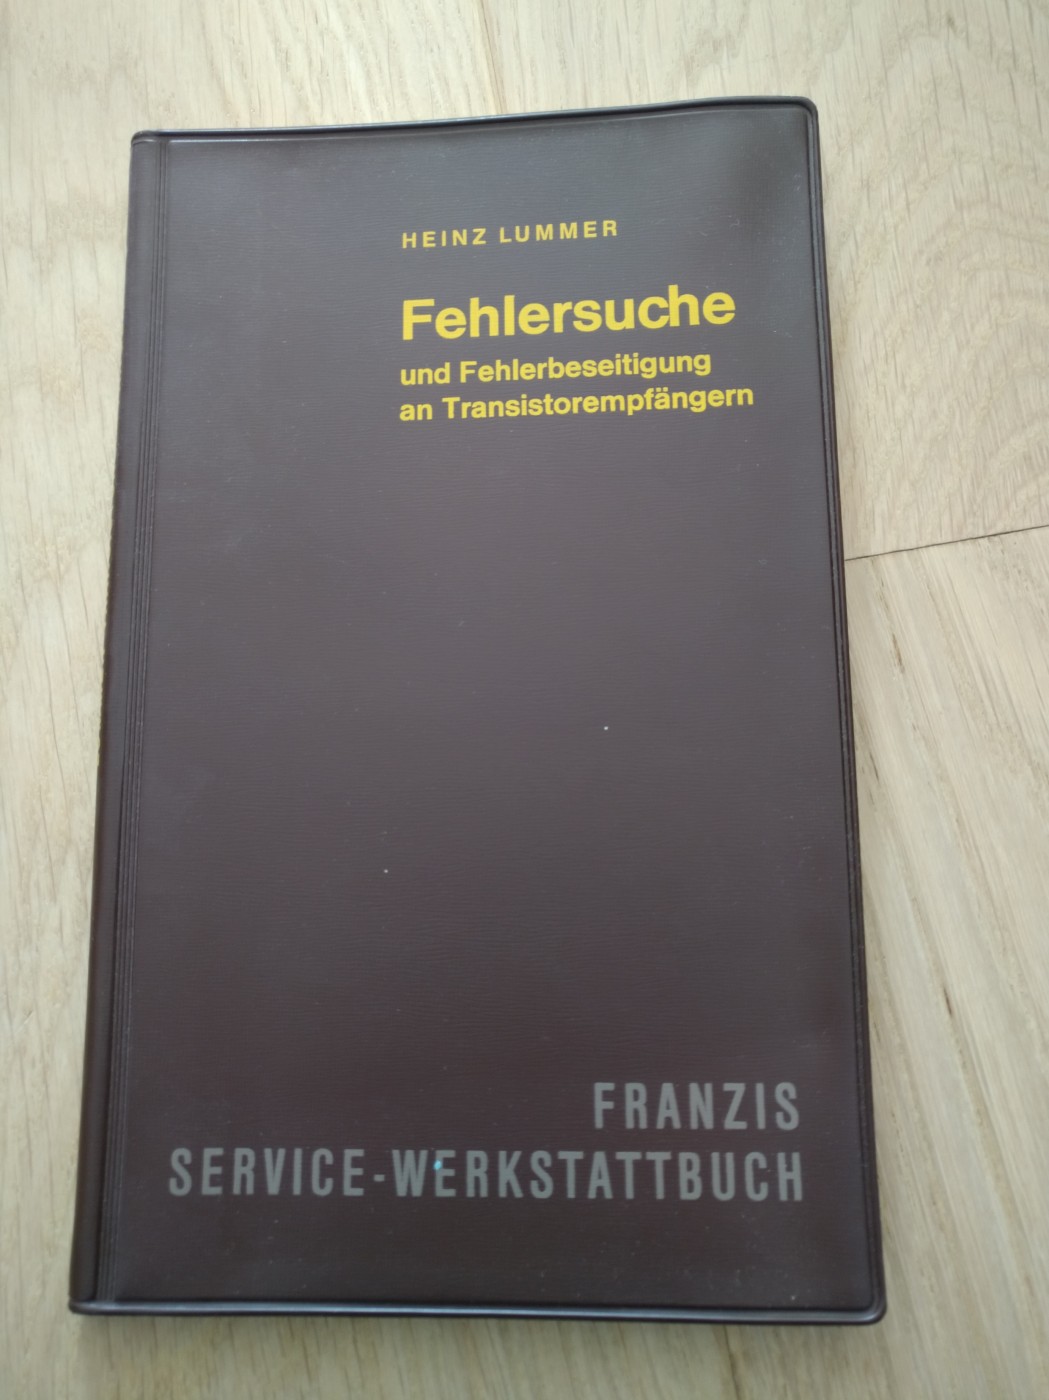 HEINZ LUMMER
Fehlersuche
und Fehlerbeseitigung
an Transistorempfängern
FRANZIS
SERVICE-WERKSTATTBUCH